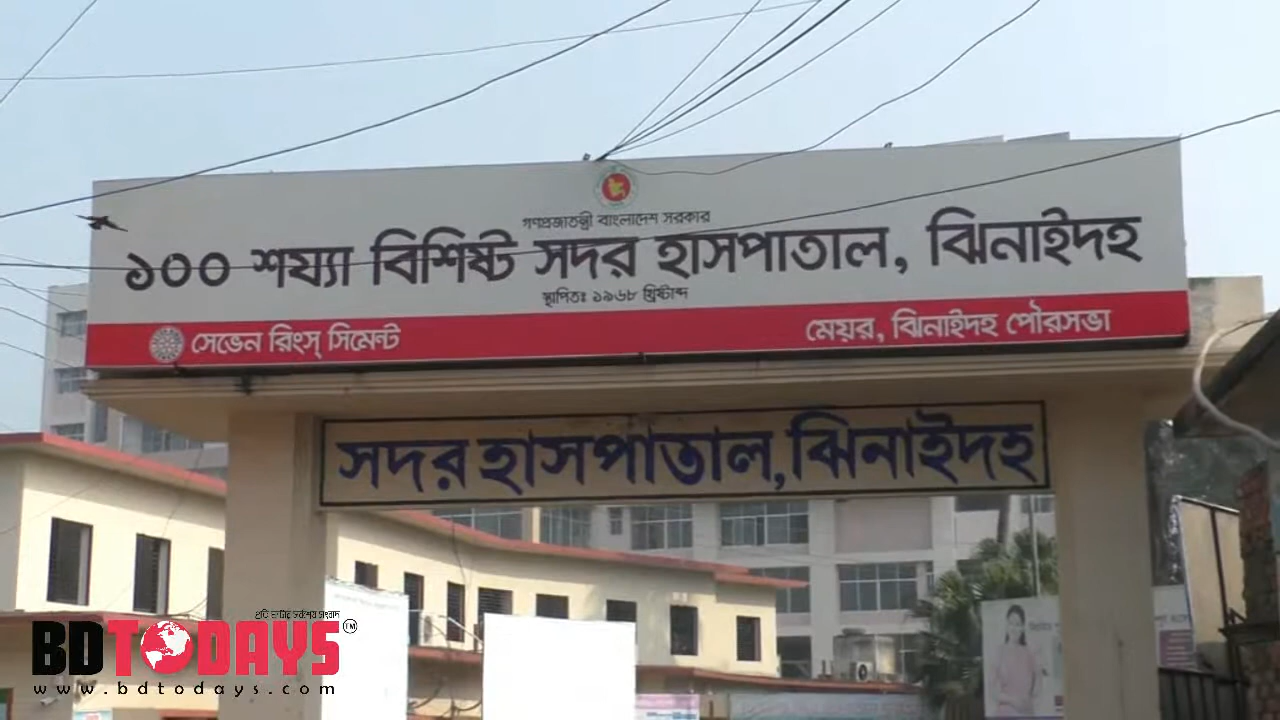 গণপ্রজাতন্ত্রী বাংলাদেশ সরকার
১০০ শয্যা বিশিষ্ট সদর হাসপাতাল, ঝিনাইদহ
স্থাপিতঃ ১৯৬৮ খ্রিষ্টাব্দ
সেভেন রিংস্ সিমেন্ট
মেয়র, ঝিনাইদহ পৌরসভা
সদর হাসপাতাল, ঝিনাইদহ
BDTODAYS
www.bdtodays.com